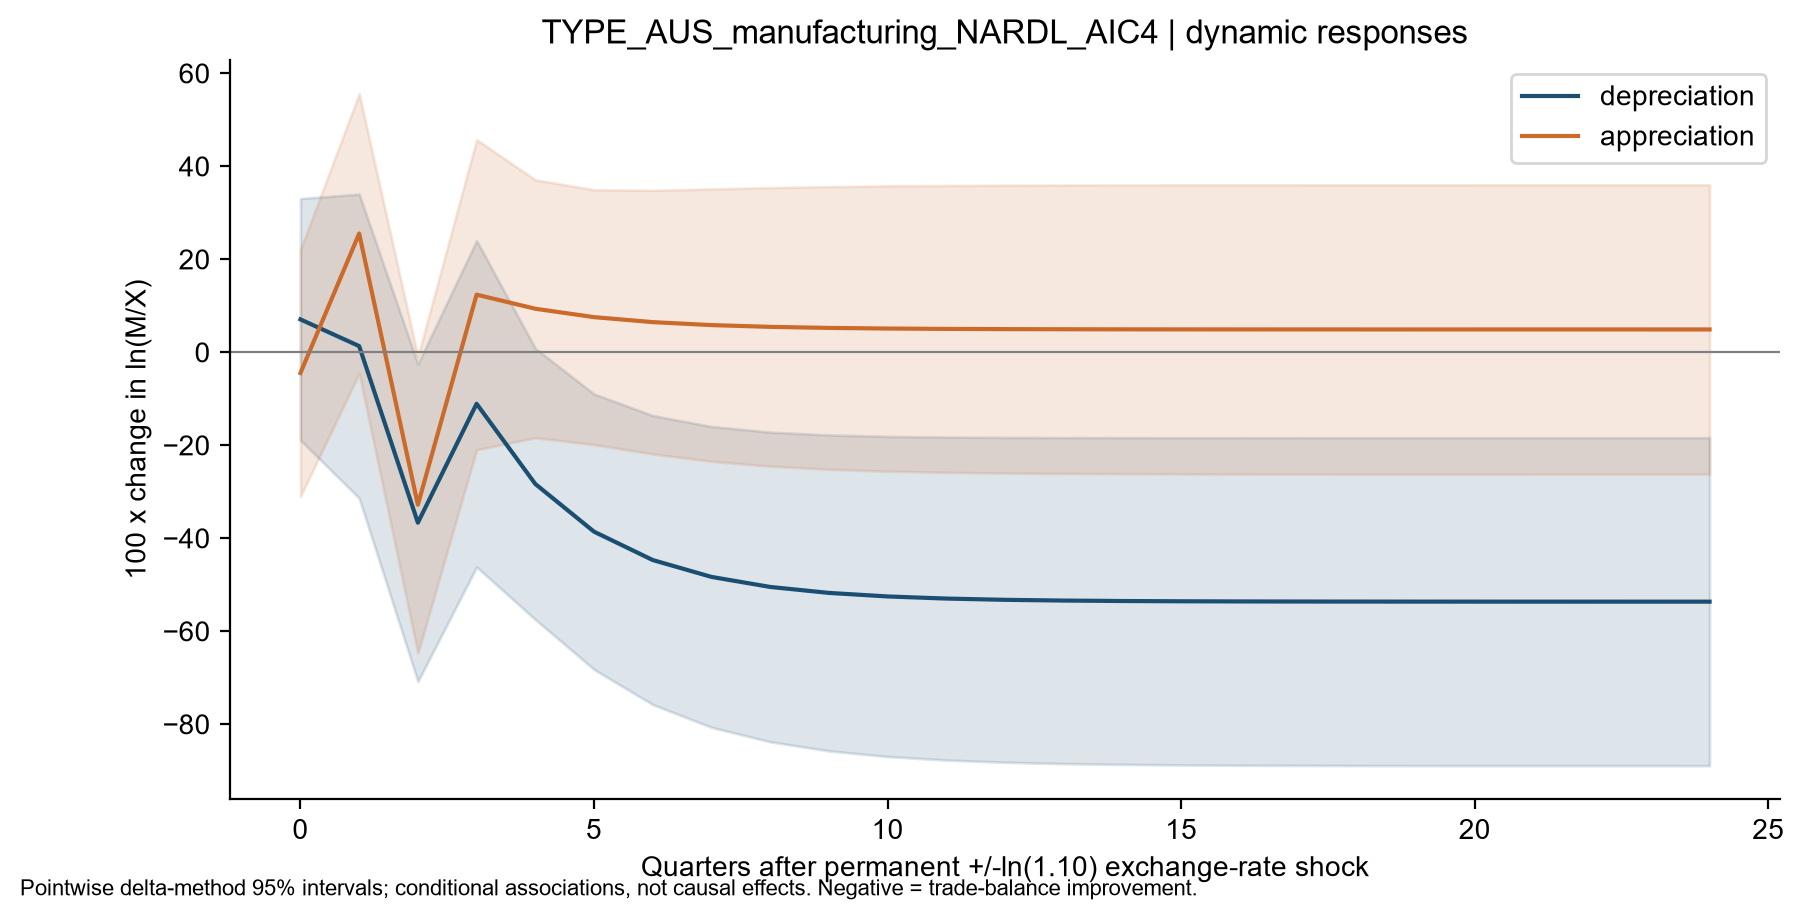 TYPE_AUS_manufacturing_NARDL_AIC4 | dynamic responses
depreciation
appreciation
100 x change in ln(M/X)
60
40
20
0
−20
−40
−60
−80
0
5
10
15
20
25
Quarters after permanent +/-ln(1.10) exchange-rate shock
Pointwise delta-method 95% intervals; conditional associations, not causal effects. Negative = trade-balance improvement.